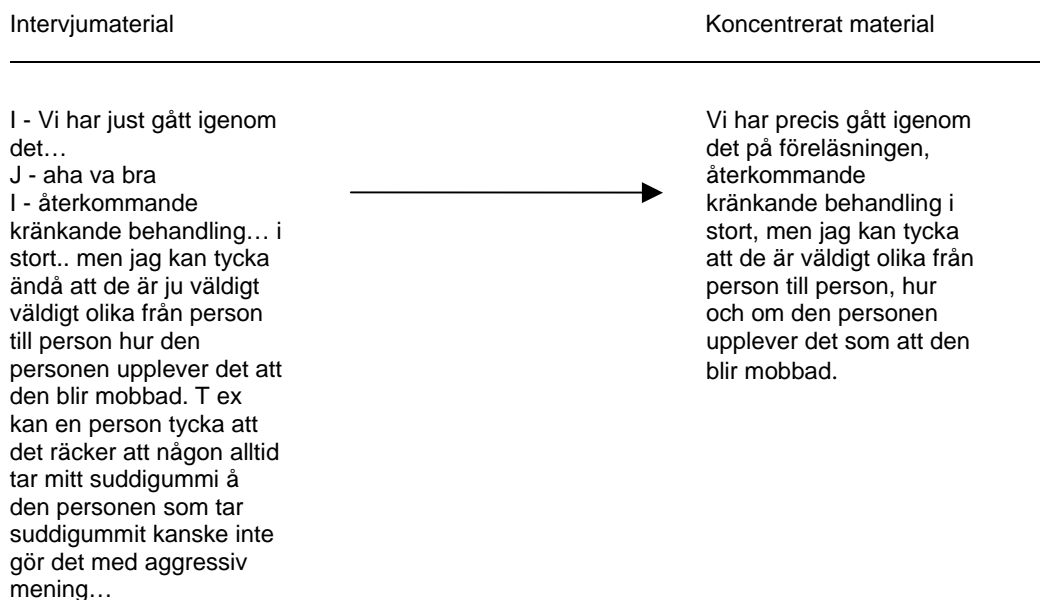 Intervjumaterial
Koncentrerat material
I - Vi har just gått igenom
det…
J - aha va bra
I - återkommande
kränkande behandling… i
stort.. men jag kan tycka
ändå att de är ju väldigt
väldigt olika från person
till person hur den
personen upplever det att
den blir mobbad. T ex
kan en person tycka att
det räcker att någon alltid
tar mitt suddigummi å
den personen som tar
suddigummit kanske inte
gör det med aggressiv
mening…
Vi har precis gått igenom
det på föreläsningen,
återkommande
kränkande behandling i
stort, men jag kan tycka
att de är väldigt olika från
person till person, hur
och om den personen
upplever det som att den
blir mobbad.